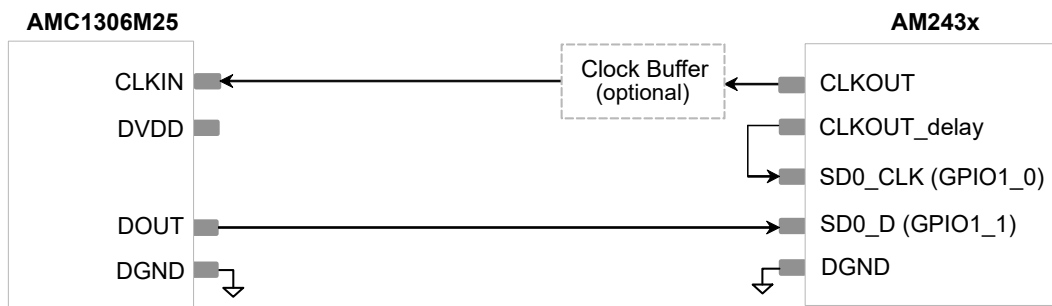 AMC1306M25
AM243x
CLKIN
Clock Buffer
(optional)
CLKOUT
DVDD
CLKOUT_delay
SD0_CLK (GPIO1_0)
DOUT
SD0_D (GPIO1_1)
DGND
DGND